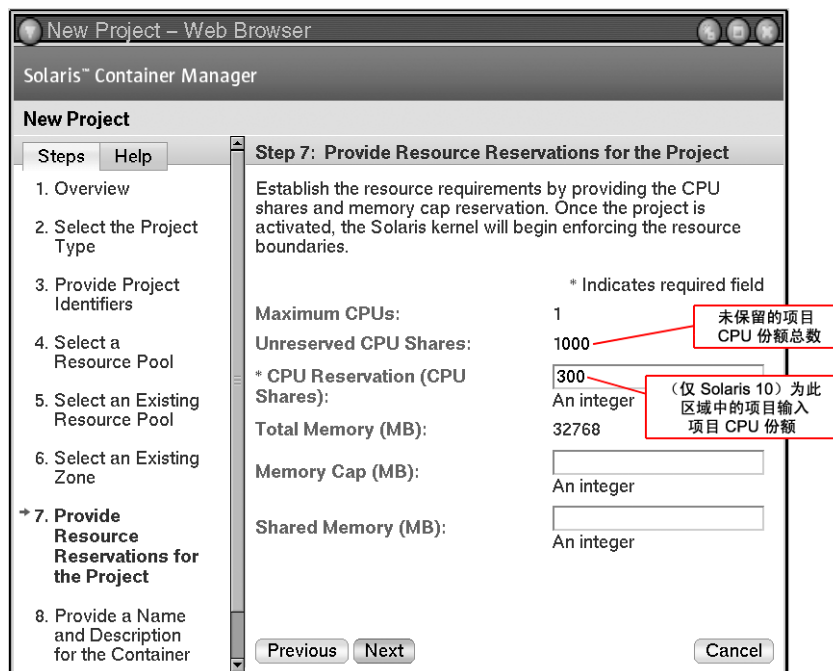 New Project – Web Browser
Solaris™ Container Manager
New Project
Steps
Help
1. Overview
2. Select the Project
Type
3. Provide Project
Identifiers
4. Select a
Resource Pool
5. Select an Existing
Resource Pool
6. Select an Existing
Zone
7. Provide
Resource
Reservations for
the Project
8. Provide a Name
and Description
for the Container
Step 7: Provide Resource Reservations for the Project
Establish the resource requirements by providing the CPU
shares and memory cap reservation. Once the project is
activated, the Solaris kernel will begin enforcing the resource
boundaries.
* Indicates required field
Maximum CPUs: 1
Unreserved CPU Shares: 1000
未保留的项目
CPU 份额总数
* CPU Reservation (CPU
Shares):
300
An integer
（仅 Solaris 10）为此
区域中的项目输入
项目 CPU 份额
Total Memory (MB): 32768
Memory Cap (MB):
An integer
Shared Memory (MB):
An integer
Previous
Next
Cancel